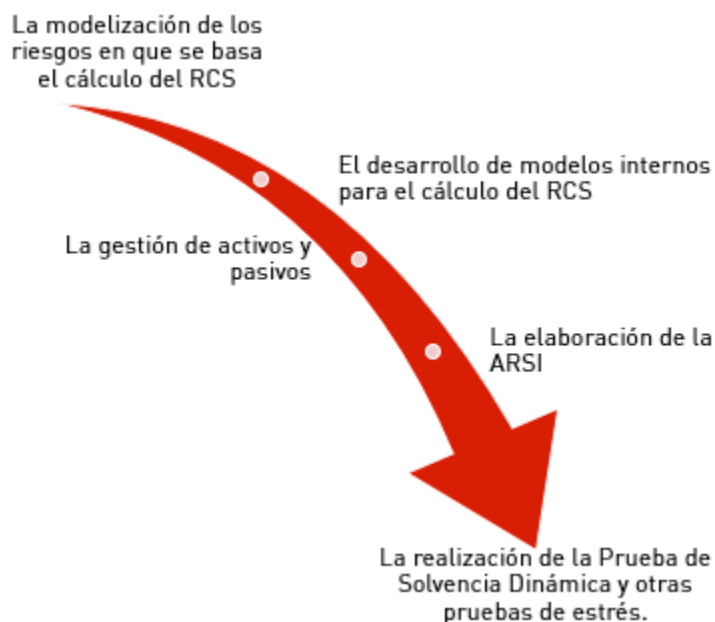 La modelización de los
riesgos en que se basa
el cálculo del RCS
El desarrollo de modelos internos
para el cálculo del RCS
La gestión de activos y
pasivos
La elaboración de la
ARSI
La realización de la Prueba de
Solvencia Dinámica y otras
pruebas de estrés.